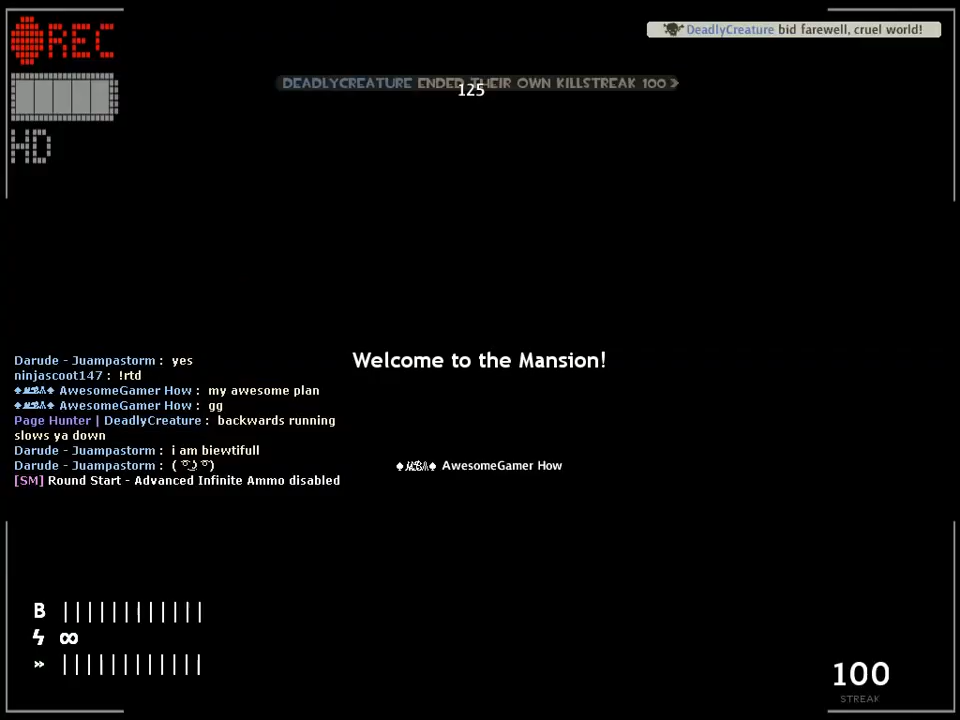 REC
DeadlyCreature bid farewell, cruel world!
DEADLYCREATURE ENDED THEIR OWN KILLSTREAK 100
125
HD
Darude - Juampastorm : yes
Welcome to the Mansion!
ninjascoot147 : !rtd
AwesomeGamer How : my awesome plan
AwesomeGamer How : gg
Page Hunter | DeadlyCreature : backwards running
slows ya down
Darude - Juampastorm : i am biewtifull
Darude - Juampastorm : ( ͡° ͜ʖ ͡°)
AwesomeGamer How
[SM] Round Start - Advanced Infinite Ammo disabled
B ||||||||||||
ϟ ∞
» ||||||||||||
100
STREAK